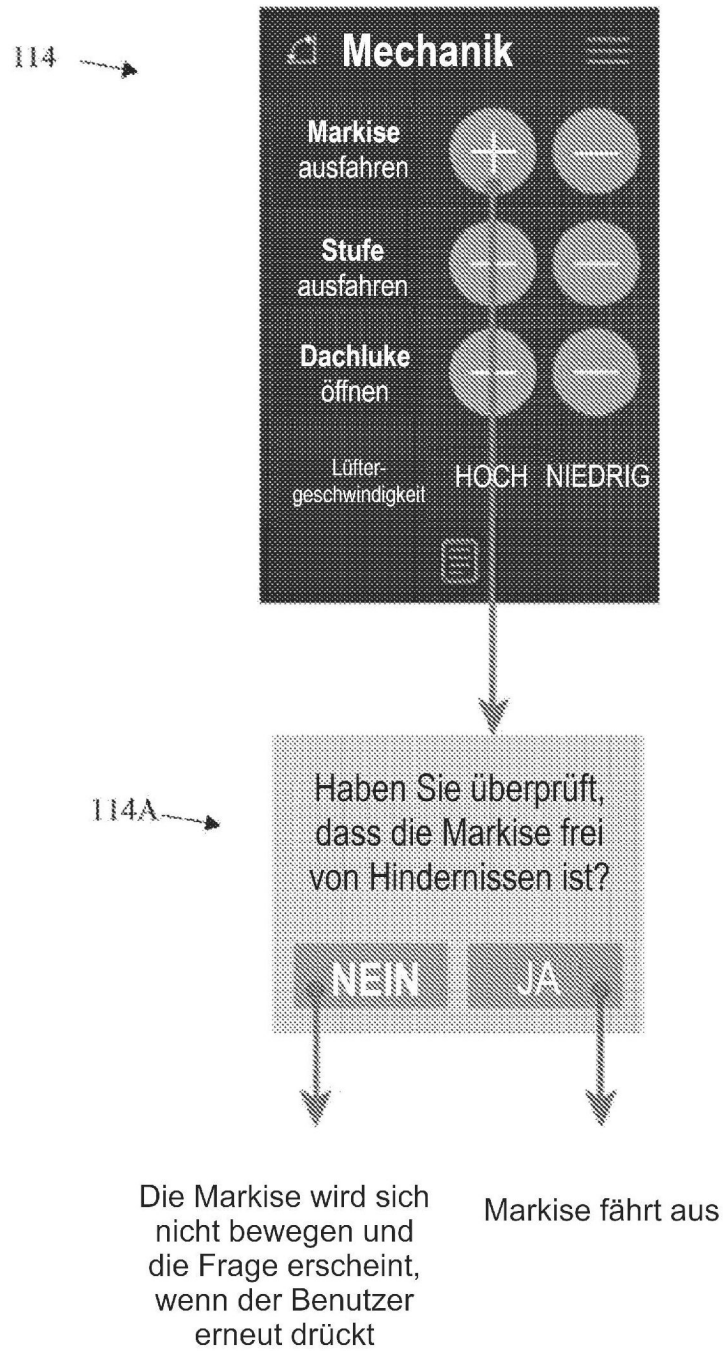 114
Mechanik
Markise
ausfahren
Stufe
ausfahren
Dachluke
öffnen
Lüfter-
geschwindigkeit
HOCH NIEDRIG
114A
Haben Sie überprüft,
dass die Markise frei
von Hindernissen ist?
NEIN JA
Die Markise wird sich
nicht bewegen und
die Frage erscheint,
wenn der Benutzer
erneut drückt
Markise fährt aus